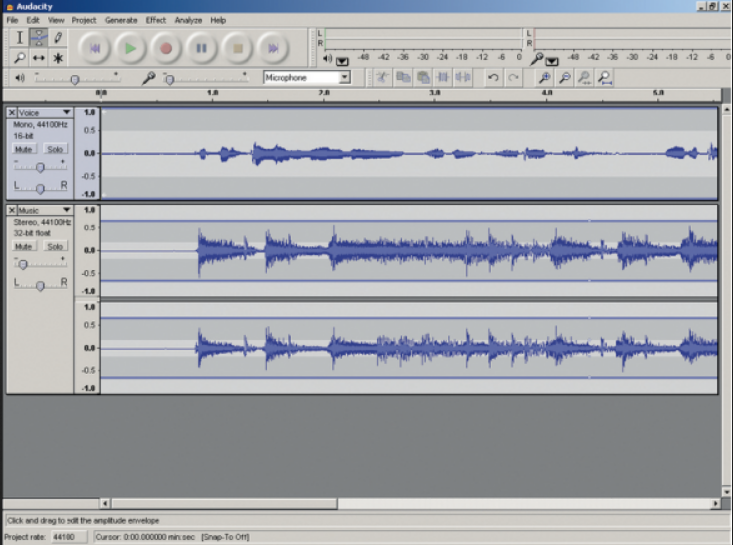 Audacity
File Edit View Project Generate Effect Analyze Help
L
R
-48 -42 -36 -30 -24 -18 -12 -6 0
L
R
-48 -42 -36 -30 -24 -18 -12 -6 0
Microphone
0.0 1.0 2.0 3.0 4.0 5.0
X Voice
Mono, 44100Hz
16-bit
Mute Solo
- +
L R
1.0
0.5
0.0
-0.5
-1.0
X Music
Stereo, 44100Hz
32-bit float
Mute Solo
- +
L R
1.0
0.5
0.0
-0.5
-1.0
1.0
0.5
0.0
-0.5
-1.0
Click and drag to edit the amplitude envelope
Project rate: 44100 Cursor: 0:00.000000 min:sec [Snap-To Off]